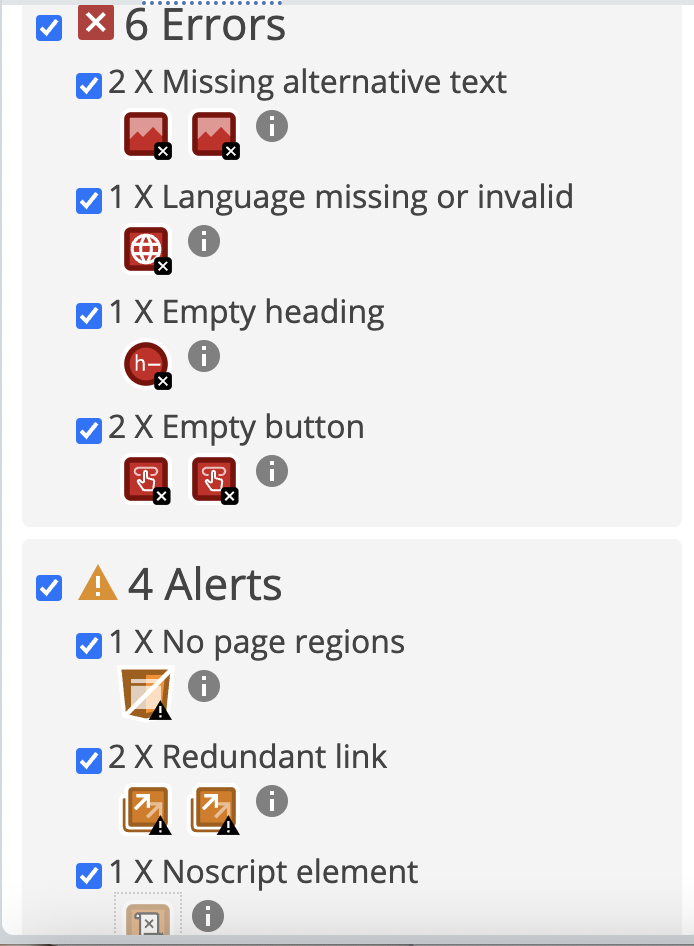 6 Errors
2 X Missing alternative text
1 X Language missing or invalid
1 X Empty heading
h-
2 X Empty button
4 Alerts
1 X No page regions
2 X Redundant link
1 X Noscript element